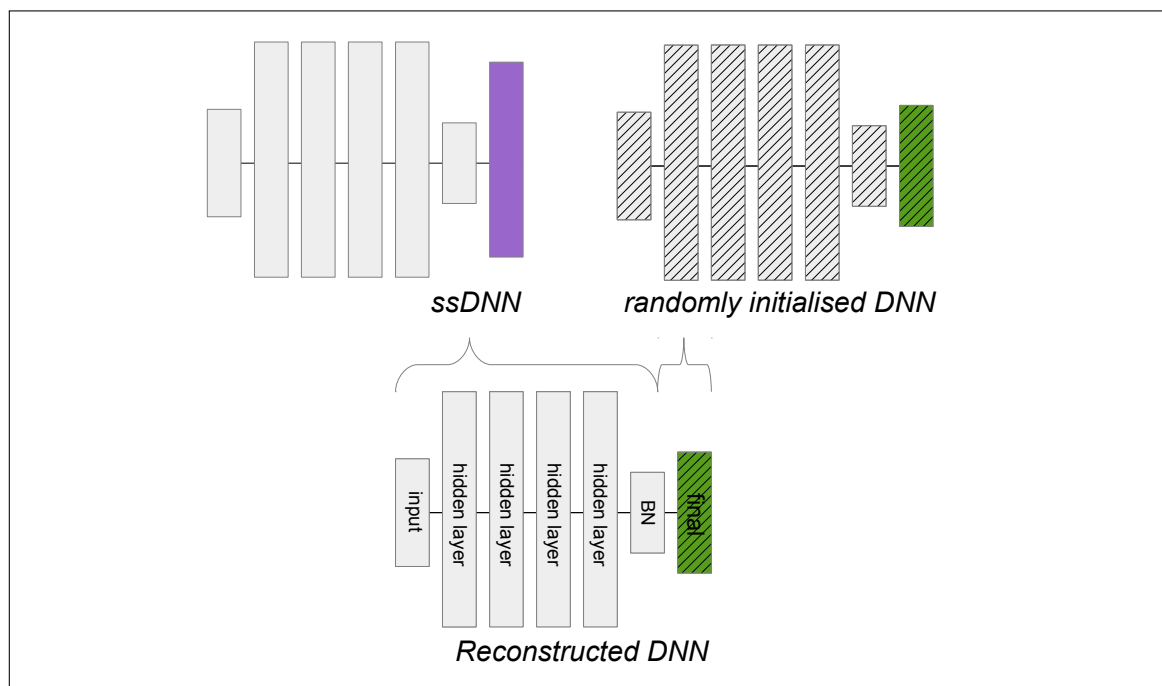 ssDNN
randomly initialised DNN
input
hidden layer
hidden layer
hidden layer
hidden layer
BN
final
Reconstructed DNN